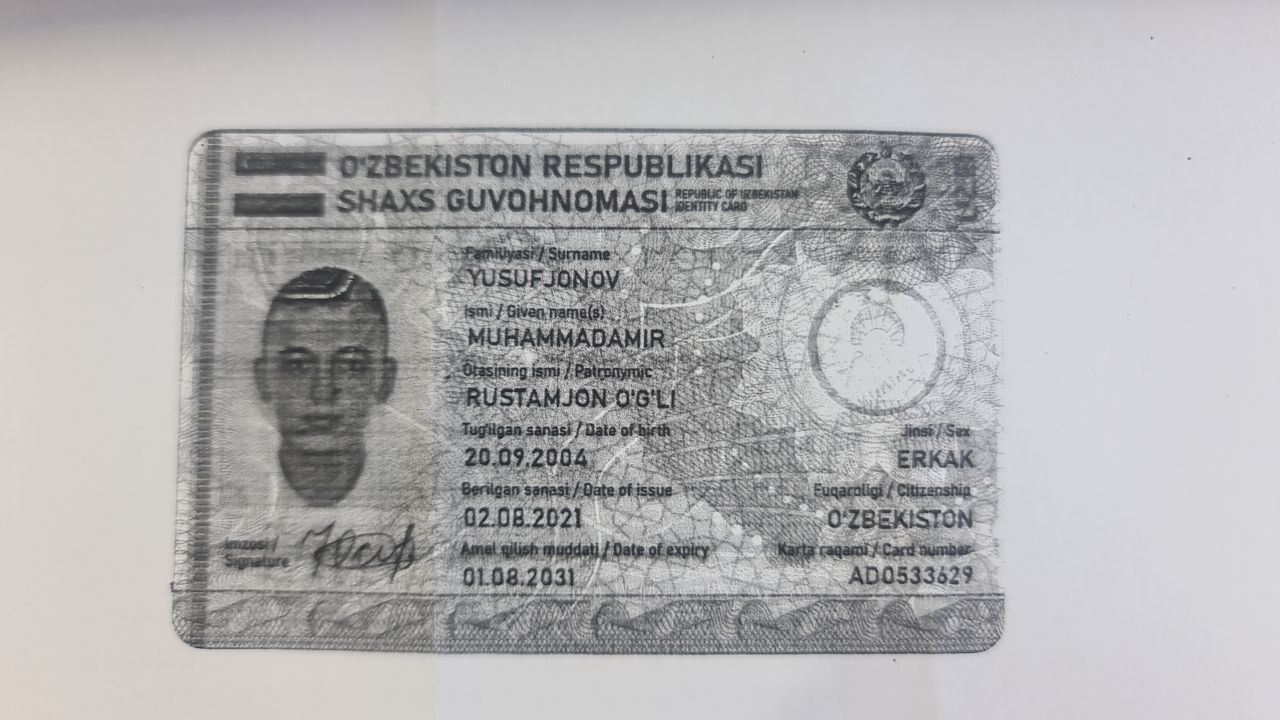 O'ZBEKISTON RESPUBLIKASI
SHAXS GUVOHNOMASI REPUBLIC OF UZBEKISTAN
IDENTITY CARD
Familiyasi / Surname
YUSUFJONOV
Ismi / Given name(s)
MUHAMMADAMIR
Otasining ismi / Patronymic
RUSTAMJON O'G'LI
Tug'ilgan sanasi / Date of birth
20.09.2004
Jinsi / Sex
ERKAK
Berilgan sanasi / Date of issue
02.08.2021
Fuqaroligi / Citizenship
O'ZBEKISTON
Imzosi /
Signature
Amal qilish muddati / Date of expiry
01.08.2031
Karta raqami / Card number
AD0533629